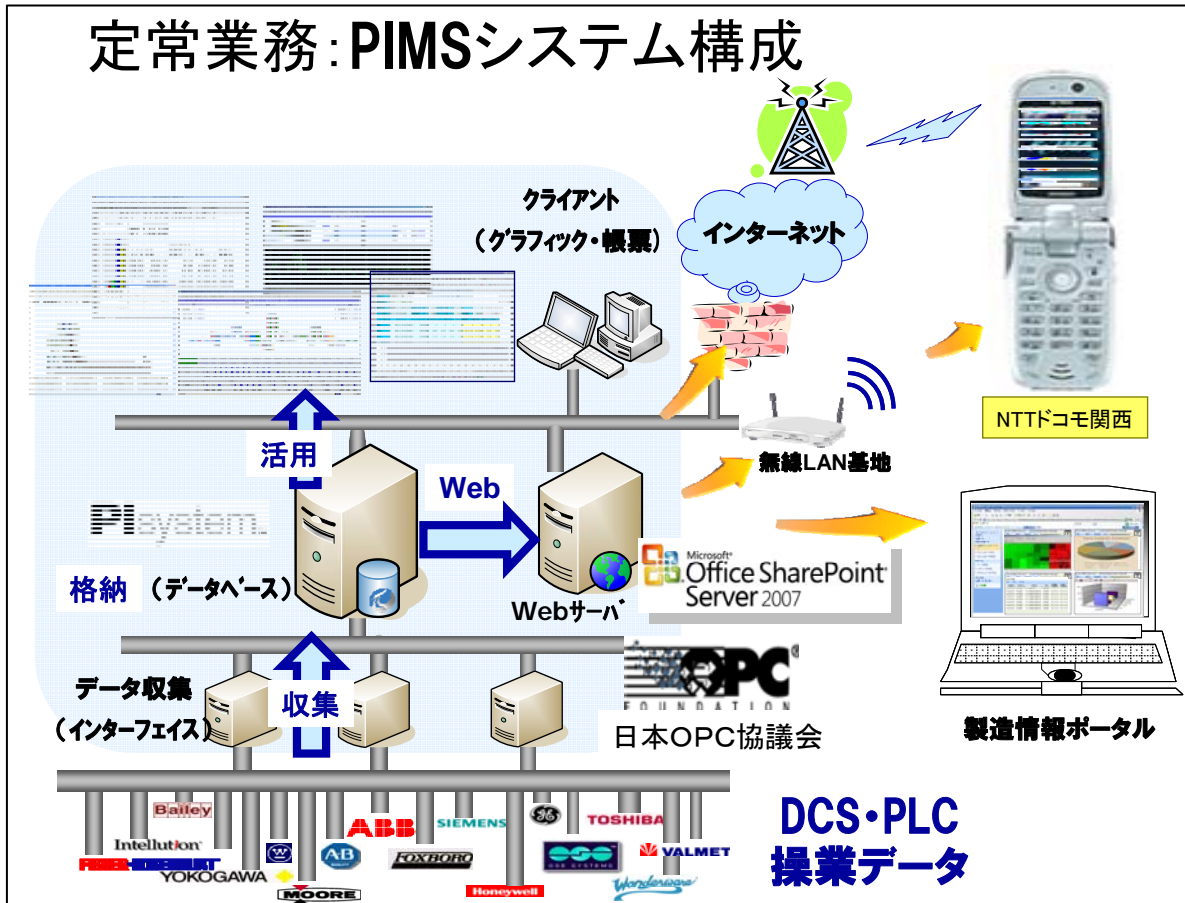 定常業務:PIMSシステム構成
クライアント
(グラフィック・帳票)
インターネット
NTTドコモ関西
活用
無線LAN基地
Web
PIsystem
格納 (データベース)
Webサーバ
Microsoft®
Office SharePoint®
Server 2007
データ収集
(インターフェイス)
収集
OPC®
FOUNDATION
日本OPC協議会
製造情報ポータル
DCS・PLC
操業データ
Bailey
ABB
SIEMENS
GE
TOSHIBA
Intellution®
AB
FOXBORO
VALMET
YOKOGAWA
MOORE
Honeywell
Wonderware